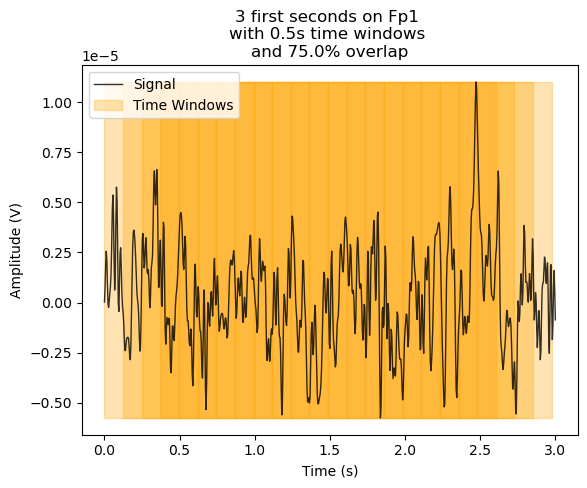 3 first seconds on Fp1
with 0.5s time windows
and 75.0% overlap
1e−5
Signal
Time Windows
1.00
0.75
0.50
0.25
0.00
−0.25
−0.50
Amplitude (V)
0.0 0.5 1.0 1.5 2.0 2.5 3.0
Time (s)